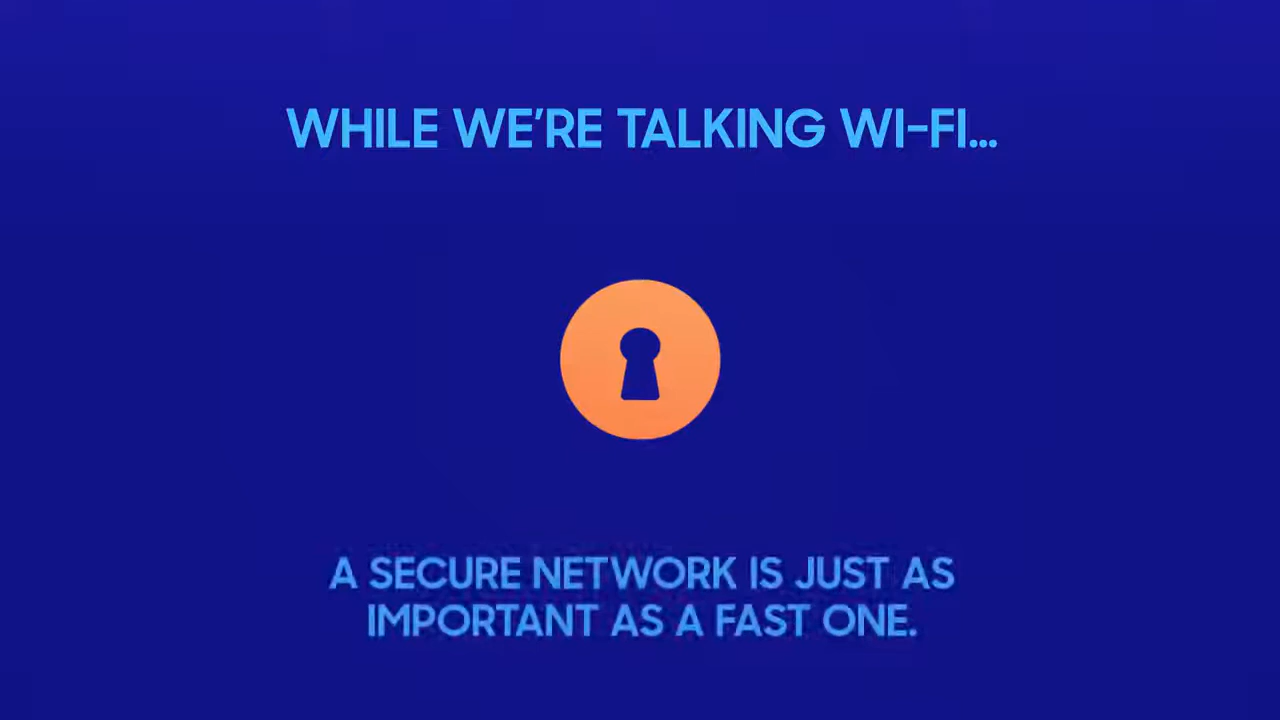 WHILE WE’RE TALKING WI-FI...
A SECURE NETWORK IS JUST AS
IMPORTANT AS A FAST ONE.